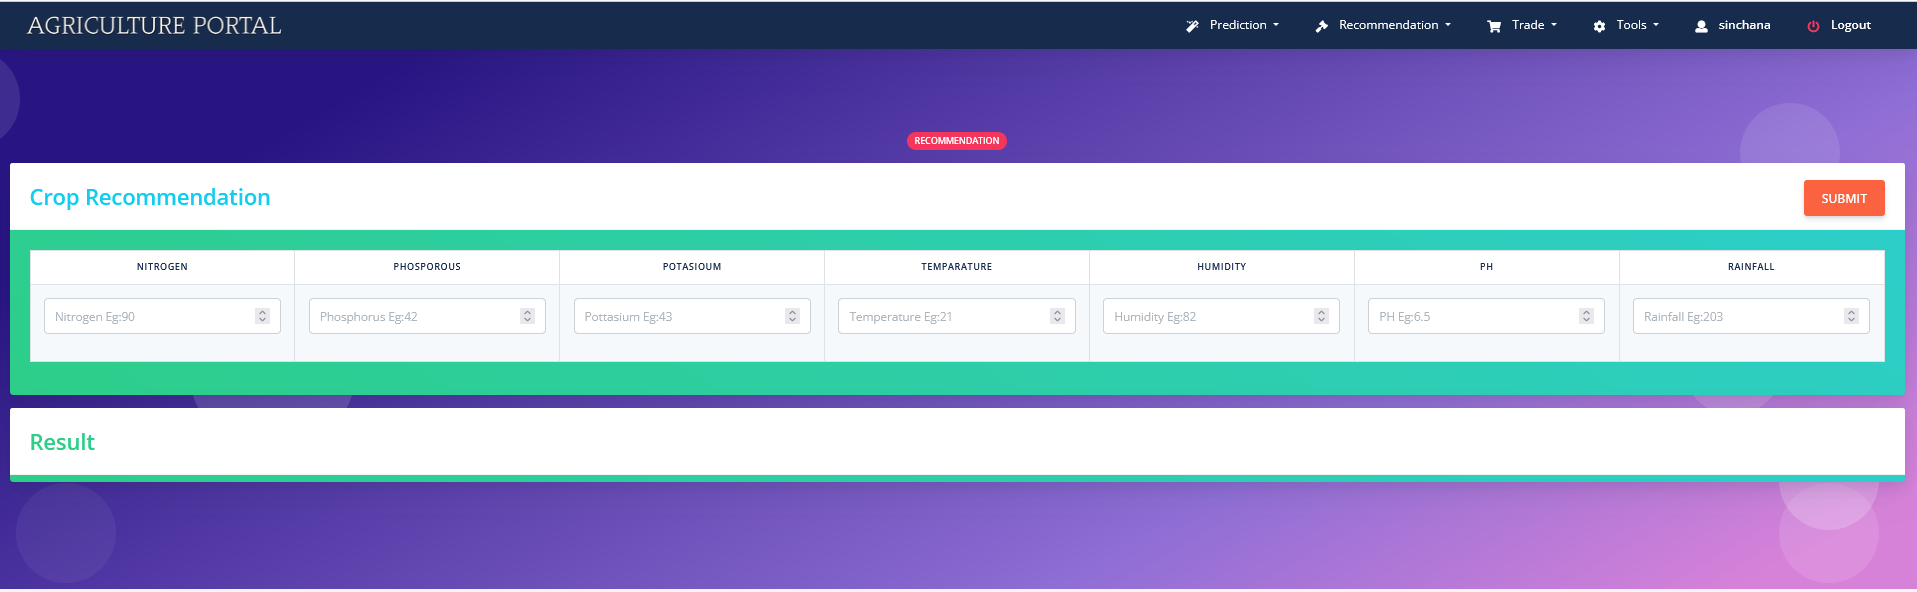 AGRICULTURE PORTAL
Prediction Recommendation Trade Tools sinchana Logout
RECOMMENDATION
Crop Recommendation SUBMIT
NITROGEN PHOSPOROUS POTASIOUM TEMPARATURE HUMIDITY PH RAINFALL
Nitrogen Eg:90 Phosphorus Eg:42 Pottasium Eg:43 Temperature Eg:21 Humidity Eg:82 PH Eg:6.5 Rainfall Eg:203
Result